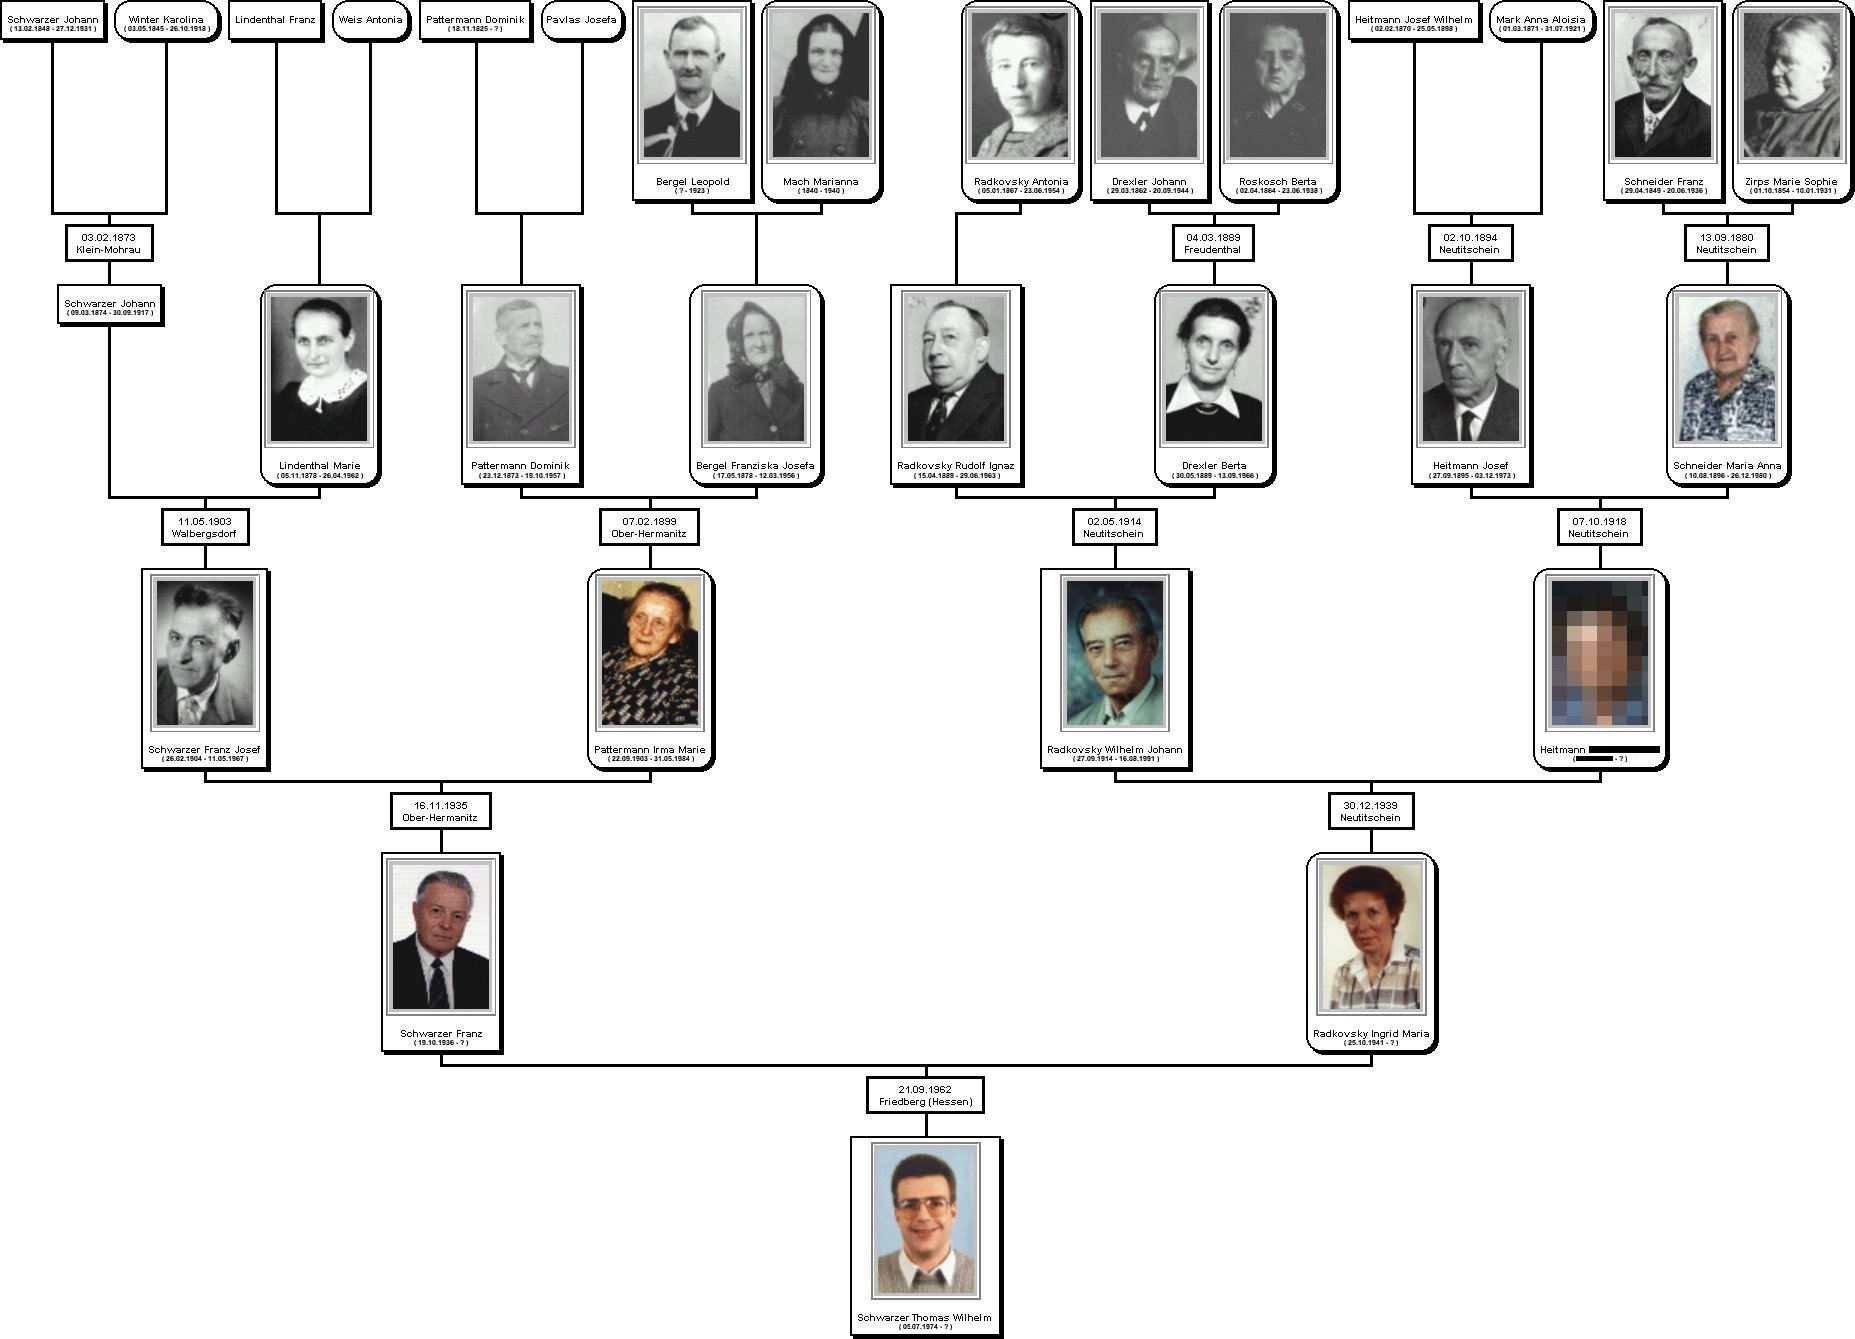 Schwarzer Johann
( 13.02.1848 - 27.12.1931 )
Winter Karolina
( 03.05.1845 - 26.10.1918 )
Lindenthal Franz
Weis Antonia
Pattermann Dominik
( 18.11.1825 - ? )
Pavlas Josefa
Bergel Leopold
( ? - 1923 )
Mach Marianna
( 1840 - 1940 )
Radkovsky Antonia
( 05.01.1867 - 23.06.1954 )
Drexler Johann
( 29.03.1862 - 20.09.1944 )
Roskosch Berta
( 02.04.1864 - 23.06.1938 )
Heitmann Josef Wilhelm
( 02.02.1870 - 25.05.1898 )
Mark Anna Aloisia
( 01.03.1871 - 31.07.1921 )
Schneider Franz
( 29.04.1849 - 20.06.1936 )
Zirps Marie Sophie
( 01.10.1854 - 10.01.1931 )
03.02.1873
Klein-Mohrau
04.03.1889
Freudenthal
02.10.1894
Neutitschein
13.09.1880
Neutitschein
Schwarzer Johann
( 09.03.1874 - 30.09.1917 )
Lindenthal Marie
( 05.11.1878 - 26.04.1962 )
Pattermann Dominik
( 23.12.1873 - 19.10.1957 )
Bergel Franziska Josefa
( 17.05.1878 - 12.03.1956 )
Radkovsky Rudolf Ignaz
( 15.04.1889 - 29.06.1963 )
Drexler Berta
( 30.05.1889 - 13.09.1966 )
Heitmann Josef
( 27.09.1895 - 03.12.1973 )
Schneider Maria Anna
( 10.08.1896 - 26.12.1980 )
11.05.1903
Walbergsdorf
07.02.1899
Ober-Hermanitz
02.05.1914
Neutitschein
07.10.1918
Neutitschein
Schwarzer Franz Josef
( 26.02.1904 - 11.05.1967 )
Pattermann Irma Marie
( 22.09.1903 - 31.05.1984 )
Radkovsky Wilhelm Johann
( 27.09.1914 - 16.08.1991 )
Heitmann
( - ? )
16.11.1935
Ober-Hermanitz
30.12.1939
Neutitschein
Schwarzer Franz
( 19.10.1936 - ? )
Radkovsky Ingrid Maria
( 25.10.1941 - ? )
21.09.1962
Friedberg (Hessen)
Schwarzer Thomas Wilhelm
( 05.07.1974 - ? )